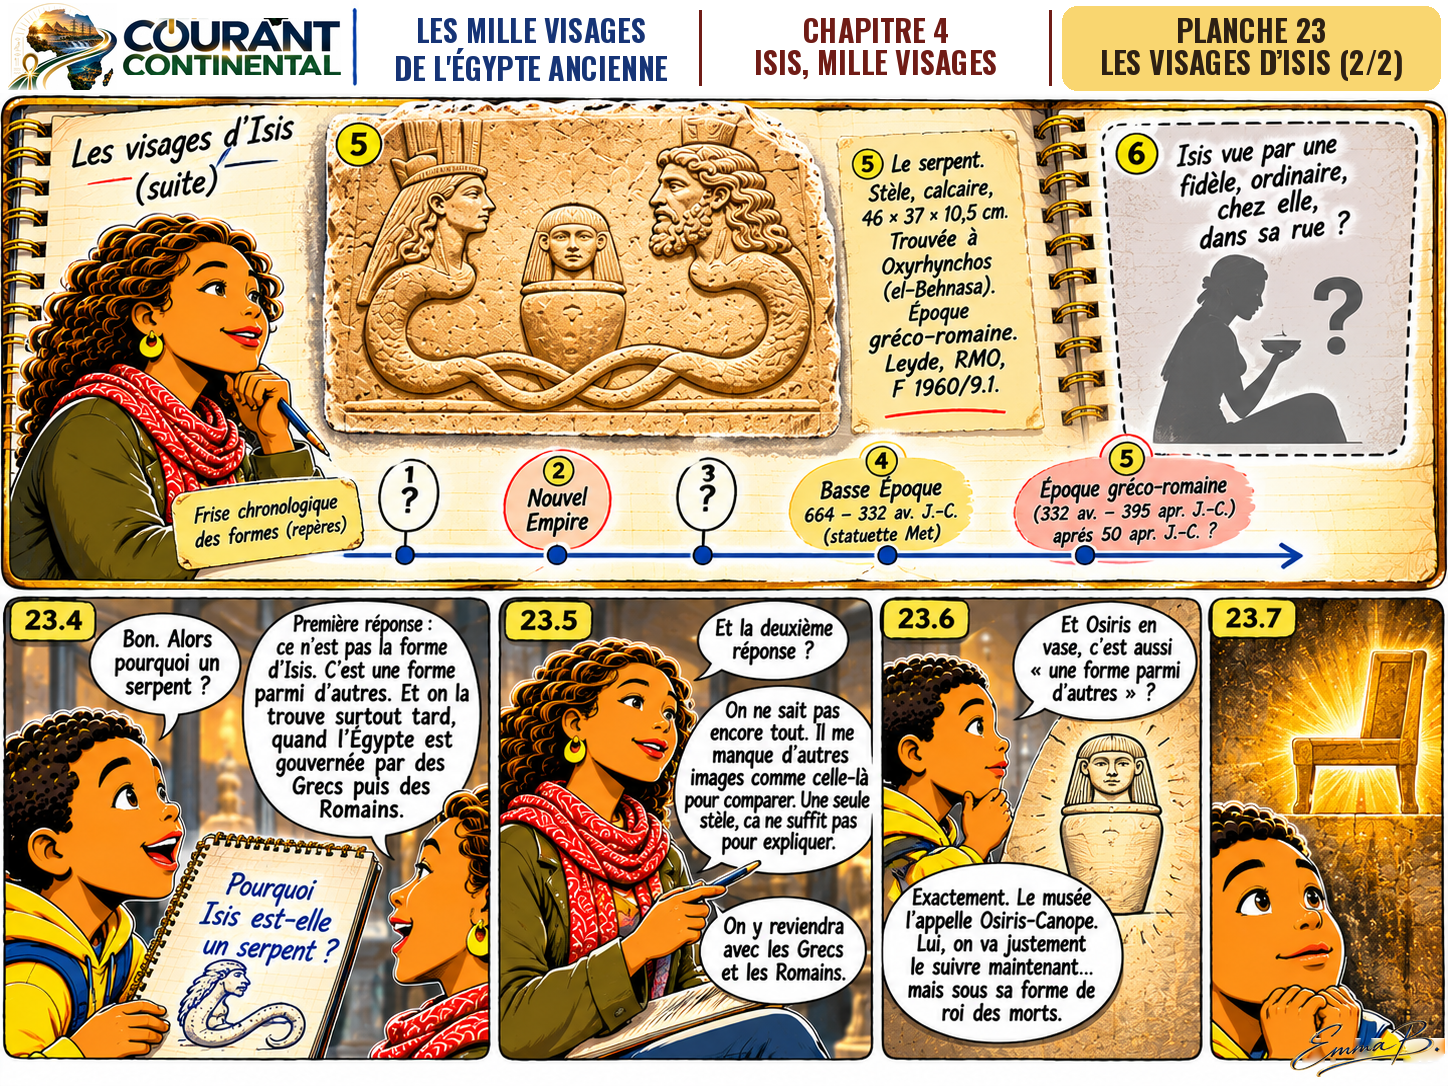 COURANT
CONTINENTAL
LES MILLE VISAGES
DE L'ÉGYPTE ANCIENNE
CHAPITRE 4
ISIS, MILLE VISAGES
PLANCHE 23
LES VISAGES D'ISIS (2/2)
Les visages d'Isis
(suite)
5
5 Le serpent.
Stèle, calcaire,
46 × 37 × 10,5 cm.
Trouvée à
Oxyrhynchos
(el-Behnasa).
Époque
gréco-romaine.
Leyde, RMO,
F 1960/9.1.
6
Isis vue par une
fidèle, ordinaire,
chez elle,
dans sa rue ?
?
Frise chronologique
des formes (repères)
1
?
2
Nouvel
Empire
3
?
4
Basse Époque
664 – 332 av. J.-C.
(statuette Met)
5
Époque gréco-romaine
(332 av. – 395 apr. J.-C.)
aprés 50 apr. J.-C. ?
23.4
Bon. Alors
pourquoi un
serpent ?
Première réponse :
ce n'est pas la forme
d'Isis. C'est une forme
parmi d'autres. Et on la
trouve surtout tard,
quand l'Égypte est
gouvernée par des
Grecs puis des
Romains.
Pourquoi
Isis est-elle
un serpent ?
23.5
Et la deuxième
réponse ?
On ne sait pas
encore tout. Il me
manque d'autres
images comme celle-là
pour comparer. Une seule
stèle, ça ne suffit pas
pour expliquer.
On y reviendra
avec les Grecs
et les Romains.
23.6
Et Osiris en
vase, c'est aussi
« une forme parmi
d'autres » ?
Exactement. Le musée
l'appelle Osiris-Canope.
Lui, on va justement
le suivre maintenant...
mais sous sa forme de
roi des morts.
23.7
Emma B.